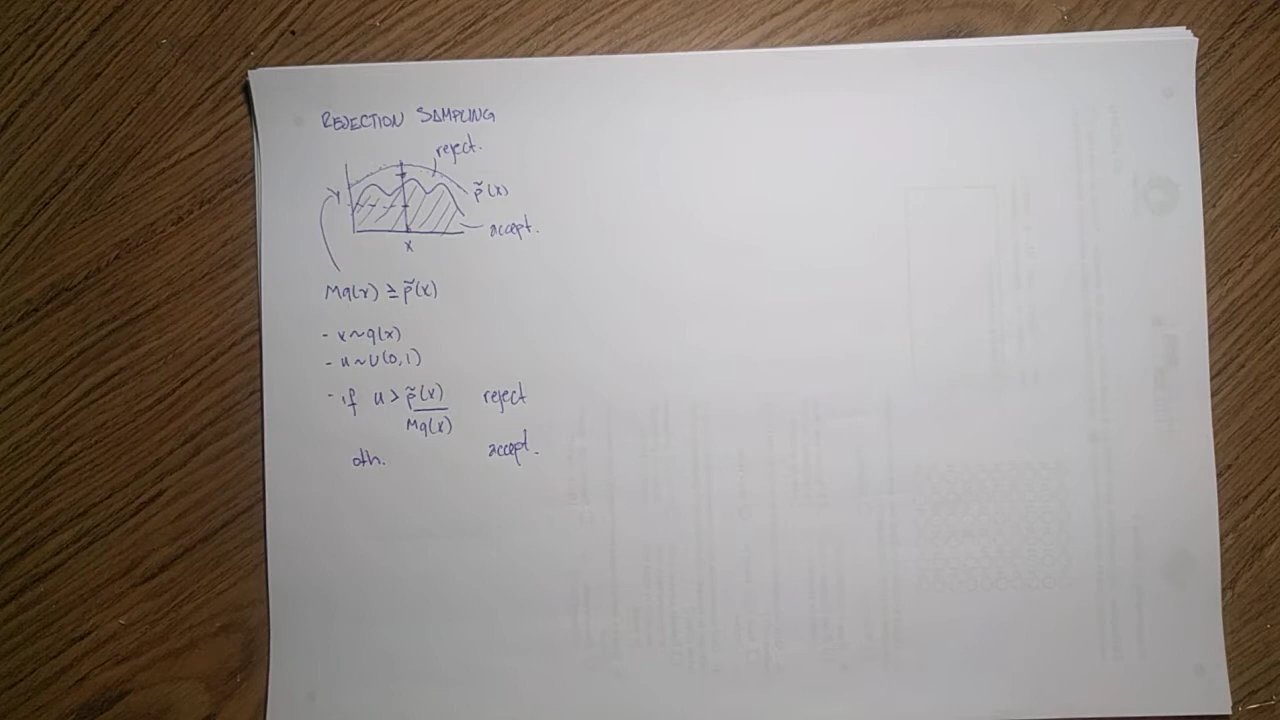 REJECTION SAMPLING
reject.
p̃(x)
accept.
x
Mq(x) ≥ p̃(x)
- x ~ q(x)
- u ~ U(0,1)
- if u > p̃(x) / Mq(x) reject
oth. accept.